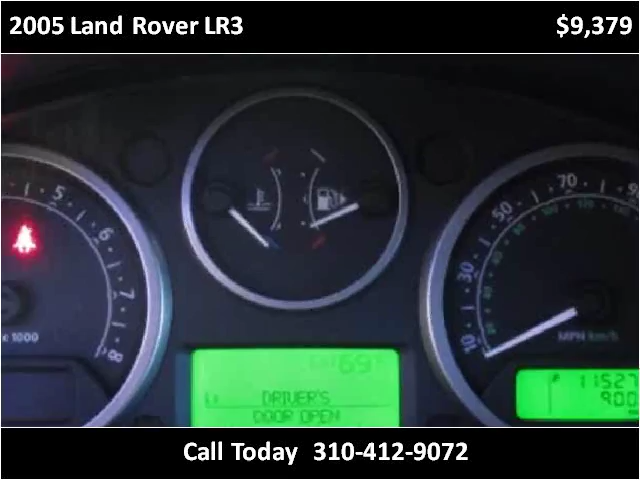 2005 Land Rover LR3
$9,379
5
6
7
8
x 1000
10
30
50
70
90
MPH km/h
69
DRIVER'S
DOOR OPEN
11527
900
Call Today 310-412-9072